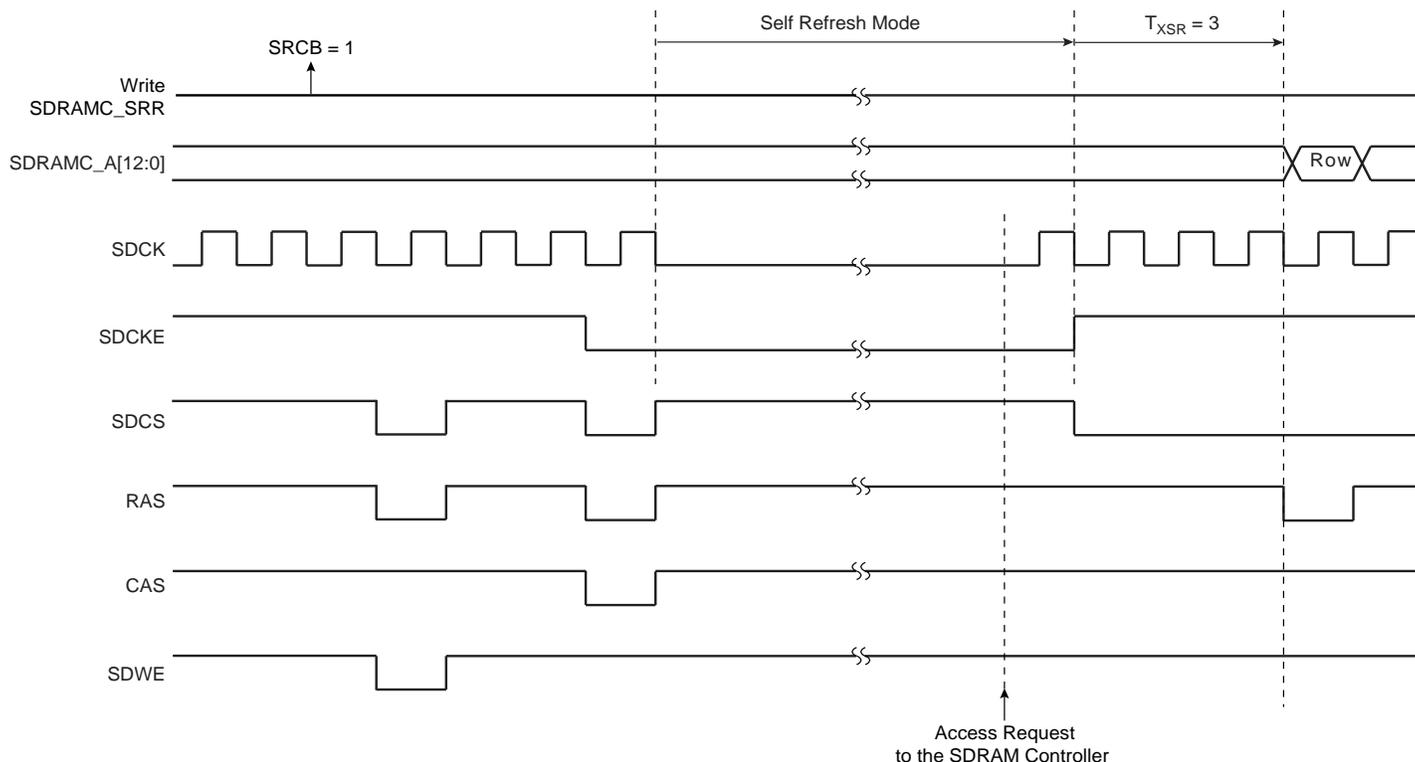 Self Refresh Mode
TXSR = 3
SRCB = 1
Write
SDRAMC_SRR
SDRAMC_A[12:0]
Row
SDCK
SDCKE
SDCS
RAS
CAS
SDWE
Access Request
to the SDRAM Controller